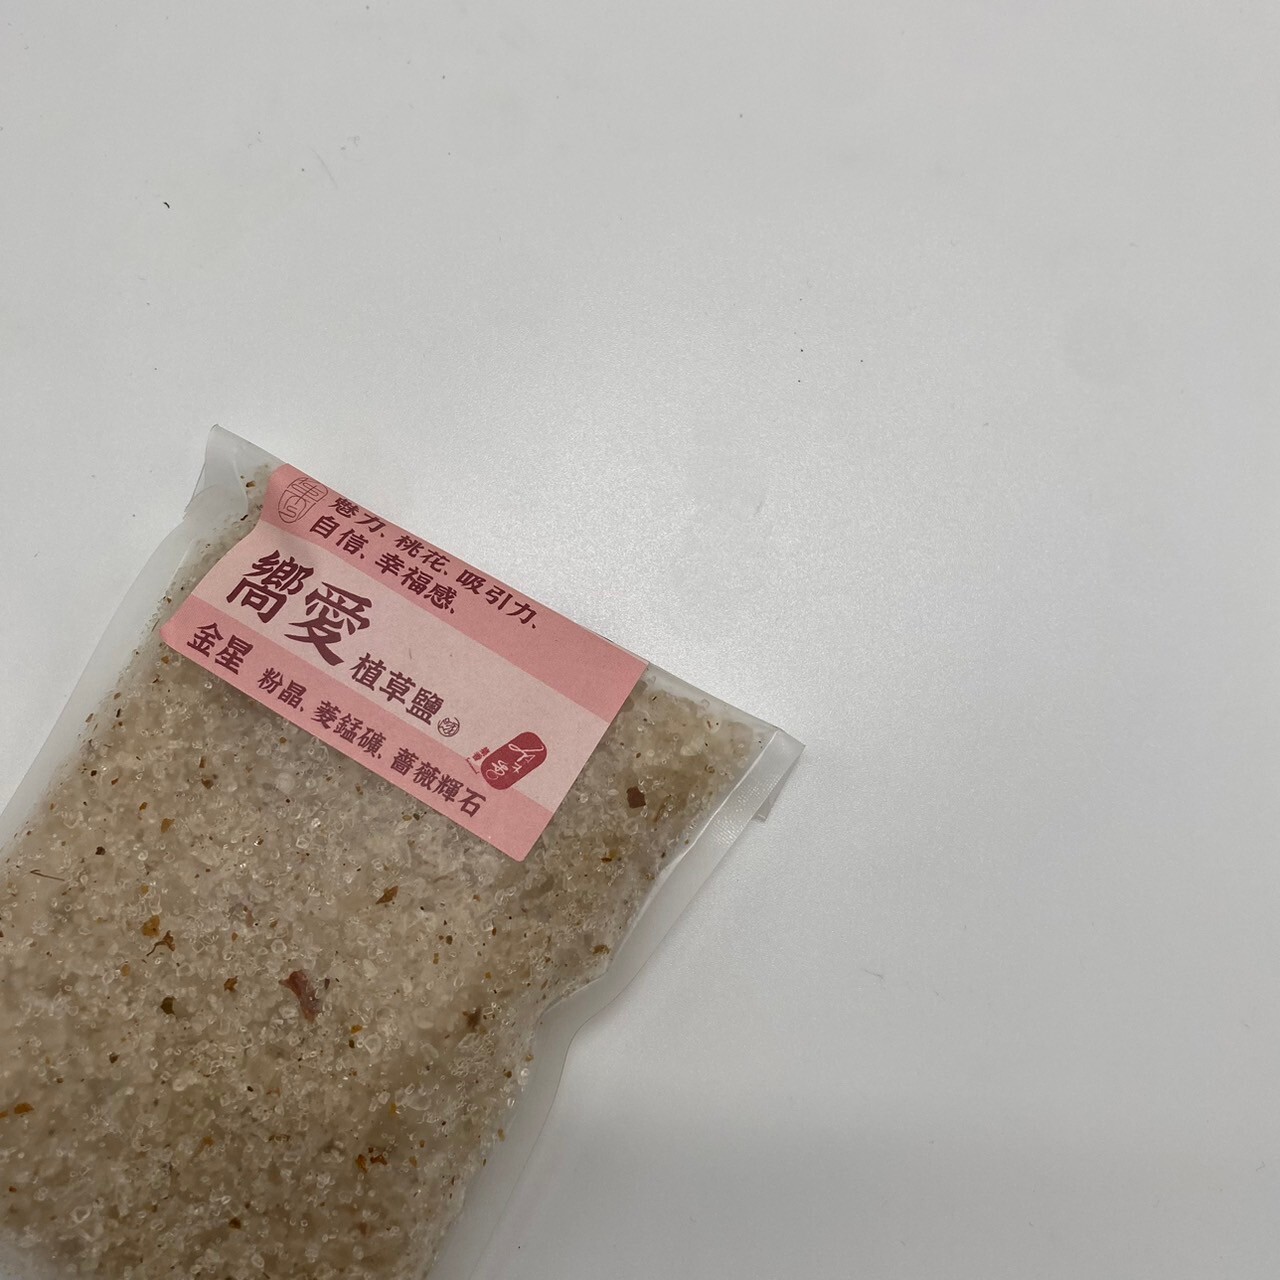 魅力、桃花、吸引力、
自信、幸福感、
嚮愛 植草鹽
金星 粉晶、菱錳礦、薔薇輝石